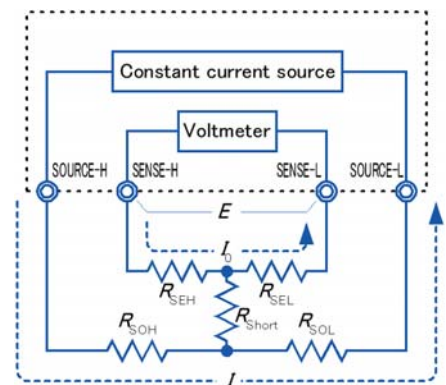 Constant current source
Voltmeter
SOURCE-H SENSE-H SENSE-L SOURCE-L
E
I0
RSEH RSEL
RShort
RSOH RSOL
I